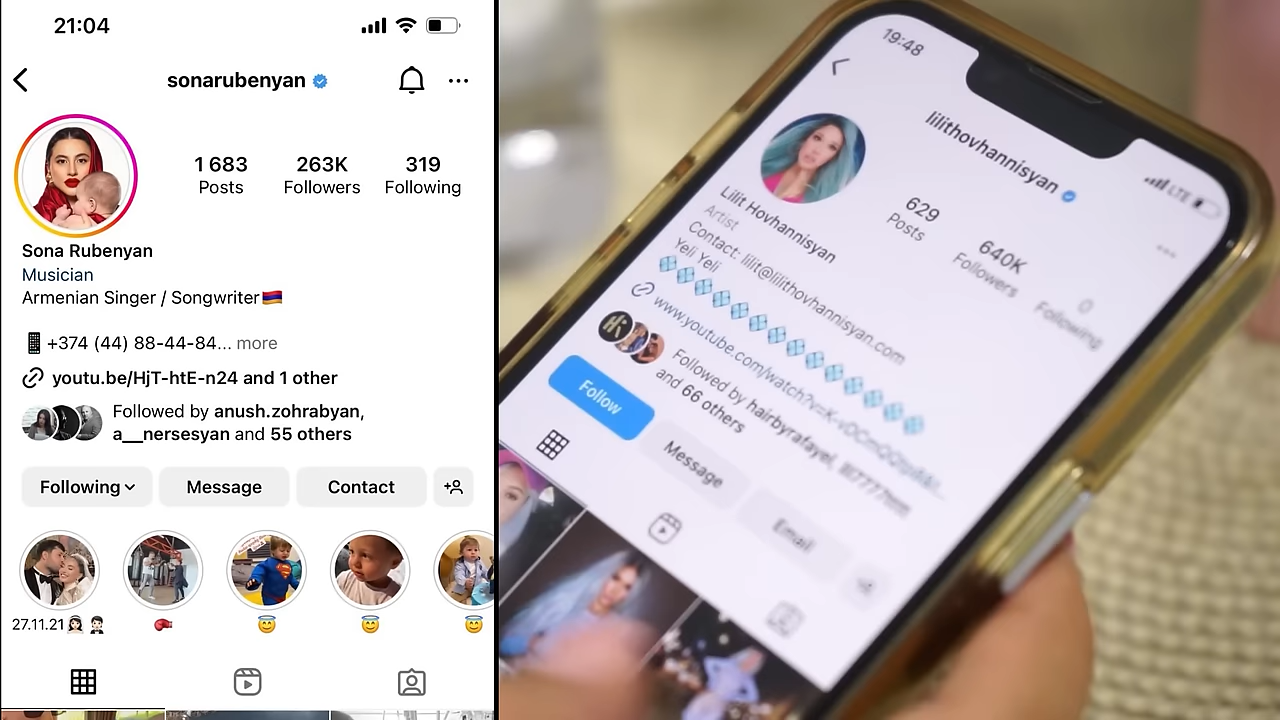 21:04
sonarubenyan
1 683
263K
319
Posts
Followers
Following
Sona Rubenyan
Musician
Armenian Singer / Songwriter🇦🇲
+374 (44) 88-44-84... more
youtu.be/HjT-htE-n24 and 1 other
Followed by anush.zohrabyan,
a__nersesyan and 55 others
Following
Message
Contact
27.11.21
19:48
lilithovhannisyan
LTE
629
Posts
640K
Followers
0
Following
Lilit Hovhannisyan
Artist
Contact: lilit@lilithovhannisyan.com
Yeli Yeli
www.youtube.com/watch?v=K-vDCmQQ
Followed by hairbyrafayel,
and 66 others
Follow
Message
Email